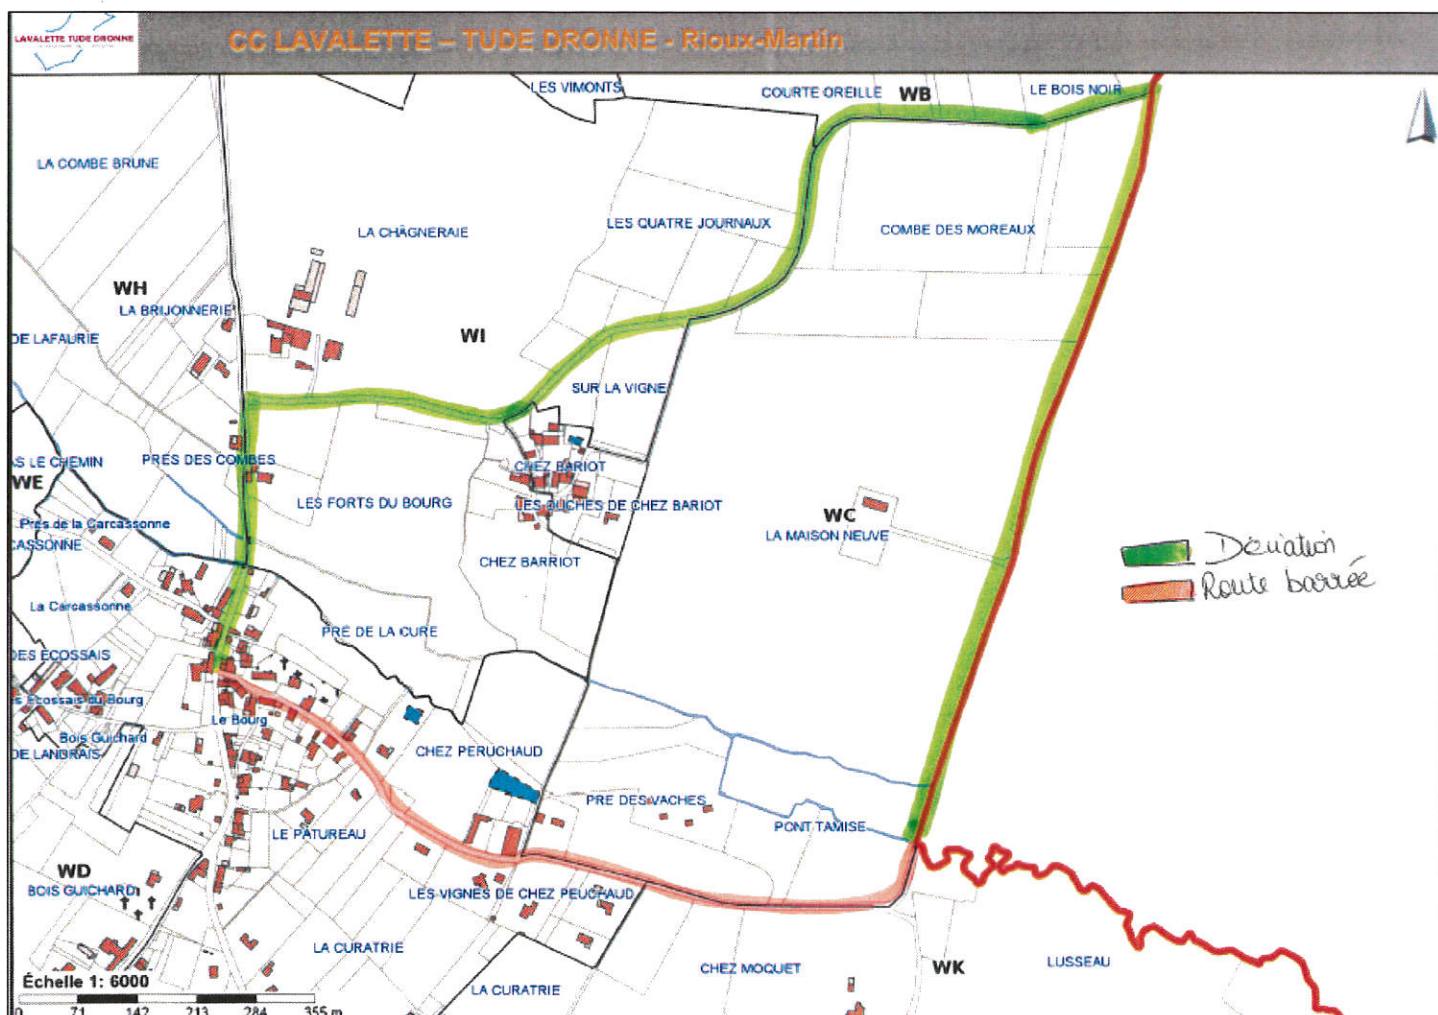 LAVALETTE TUDE DRONNE
CC LAVALETTE – TUDE DRONNE - Rioux-Martin
LES VIMONTS
COURTE OREILLE
WB
LE BOIS NOIR
LA COMBE BRUNE
LA CHÂGNERAIE
LES QUATRE JOURNAUX
COMBE DES MOREAUX
WH
LA BRIJONNERIE
DE LAFAURIE
WI
SUR LA VIGNE
AS LE CHEMIN
PRES DES COMBES
CHEZ BARIOT
WE
LES FORTS DU BOURG
LES OUCHES DE CHEZ BARIOT
WC
Prés de la Carcassonne
LA MAISON NEUVE
CASSONNE
CHEZ BARRIOT
Déviation
Route barrée
La Carcassonne
PRE DE LA CURE
DES ECOSSAIS
es Ecossais du Bourg
Le Bourg
Bois Guichard
DE LANDRAIS
CHEZ PERUCHAUD
PRE DES VACHES
PONT TAMISE
LE PATUREAU
WD
BOIS GUICHARD
LES VIGNES DE CHEZ PEUCHAUD
LA CURATRIE
CHEZ MOQUET
WK
LUSSEAU
Échelle 1: 6000
LA CURATRIE
0 71 142 213 284 355 m